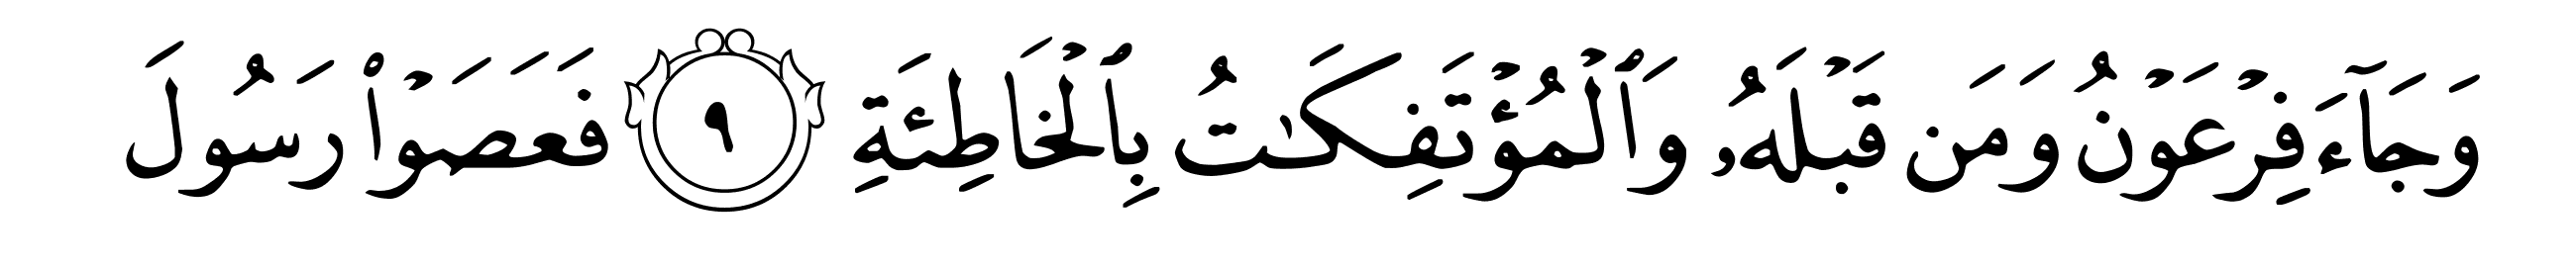 وَجَآءَ فِرْعَوْنُ وَمَن قَبْلَهُۥ وَٱلْمُؤْتَفِكَـٰتُ بِٱلْخَاطِئَةِ ٩ فَعَصَوْا۟ رَسُولَ